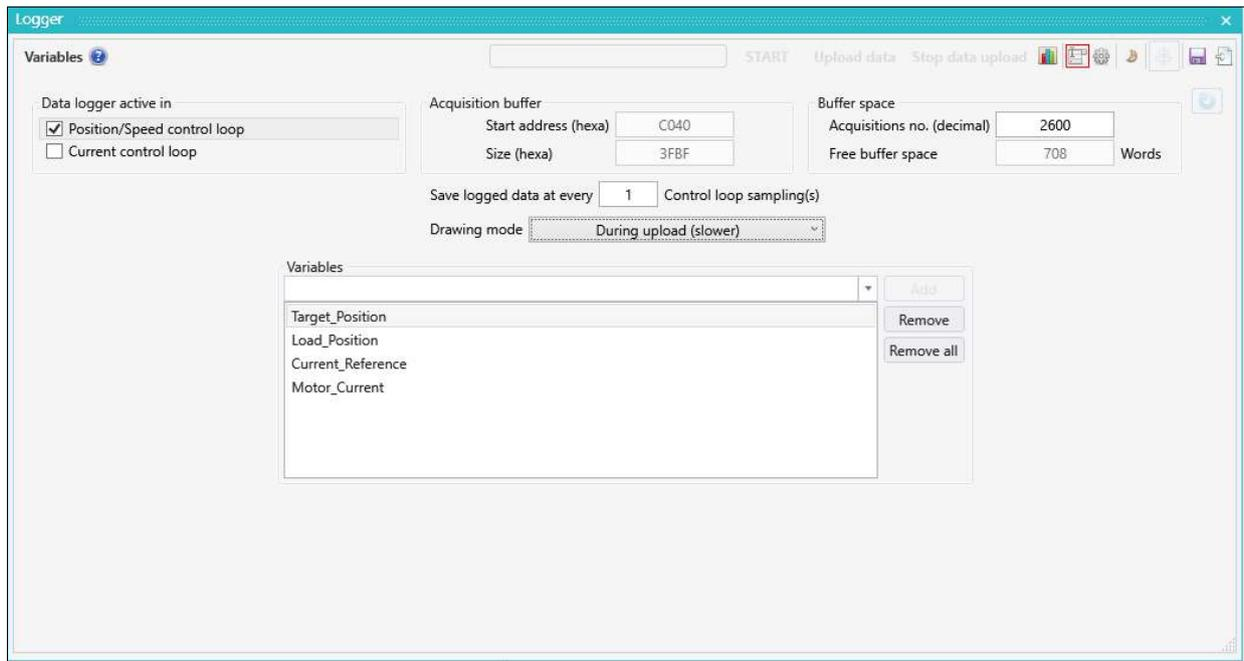 Logger
Variables
START Upload data Stop data upload
Data logger active in
Position/Speed control loop
Current control loop
Acquisition buffer
Start address (hexa) C040
Size (hexa) 3FBF
Buffer space
Acquisitions no. (decimal) 2600
Free buffer space 708 Words
Save logged data at every 1 Control loop sampling(s)
Drawing mode During upload (slower)
Variables
Add
Target_Position
Remove
Load_Position
Remove all
Current_Reference
Motor_Current